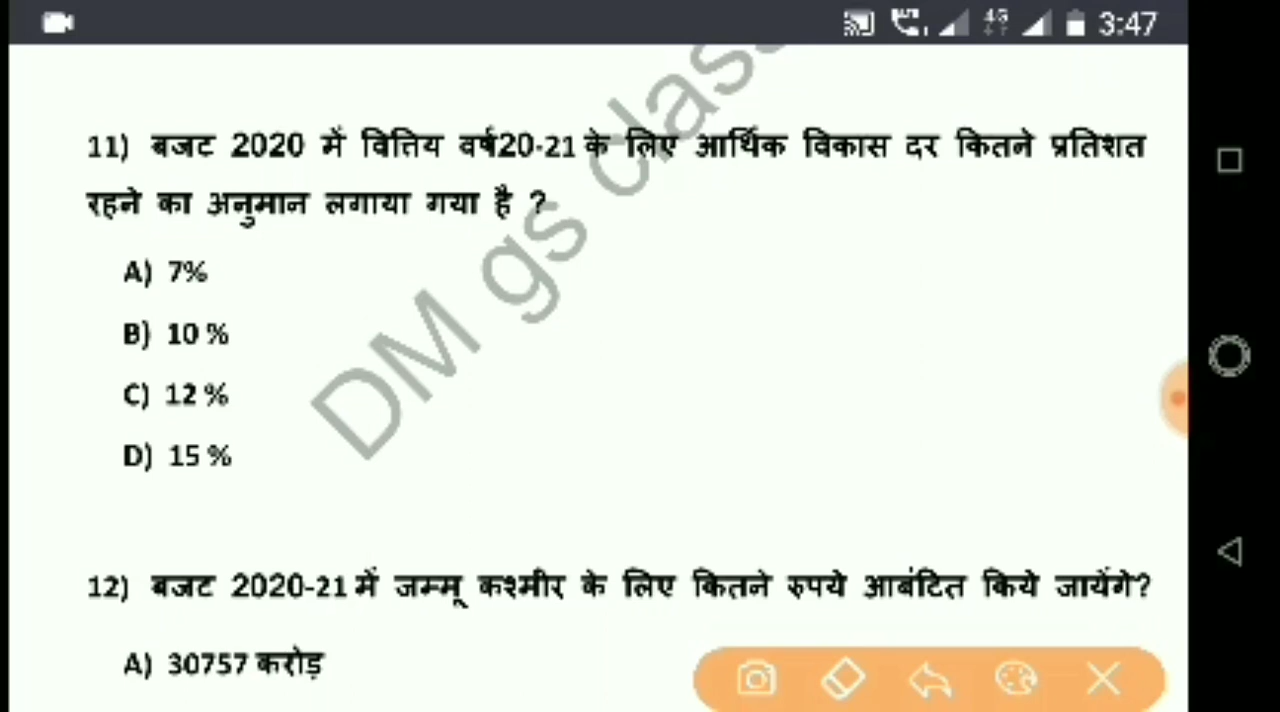 4G 3:47
11) बजट 2020 में वित्तिय वर्ष20-21 के लिए आर्थिक विकास दर कितने प्रतिशत
रहने का अनुमान लगाया गया है ?
A) 7%
B) 10 %
C) 12 %
D) 15 %
DM gs class
12) बजट 2020-21 में जम्मू कश्मीर के लिए कितने रुपये आबंटित किये जायेंगे?
A) 30757 करोड़